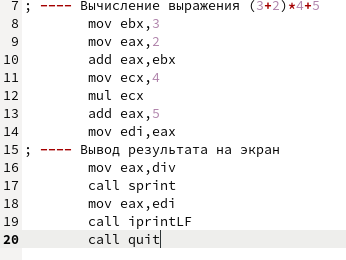 7 ; ---- Вычисление выражения (3+2)*4+5
8 mov ebx,3
9 mov eax,2
10 add eax,ebx
11 mov ecx,4
12 mul ecx
13 add eax,5
14 mov edi,eax
15 ; ---- Вывод результата на экран
16 mov eax,div
17 call sprint
18 mov eax,edi
19 call iprintLF
20 call quit